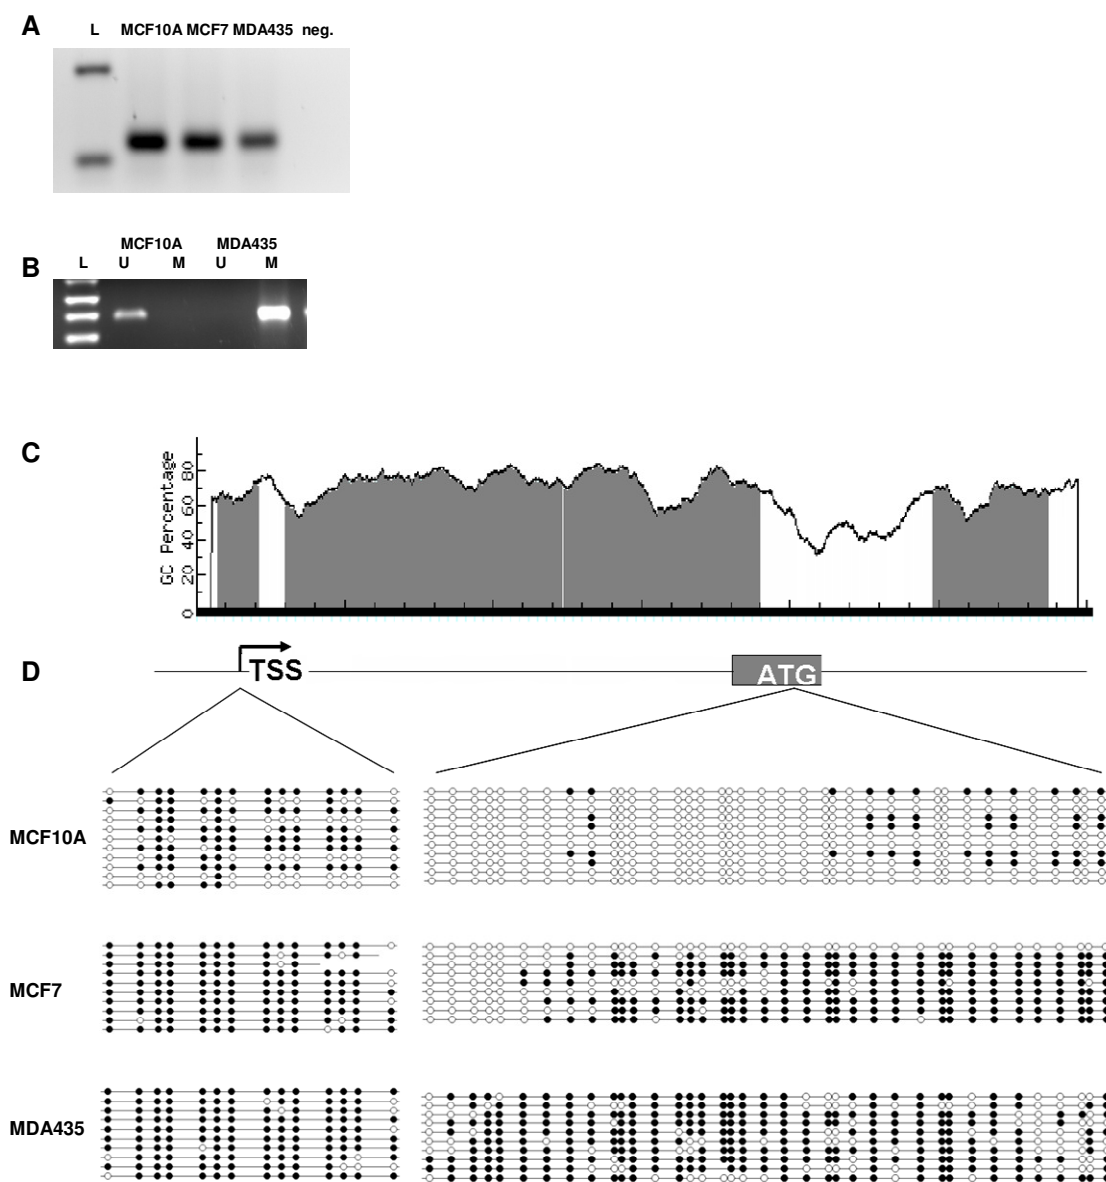 A
L MCF10A MCF7 MDA435 neg.
B
MCF10A MDA435
L U M U M
C
GC Percentage
0 20 40 60 80
D
TSS
ATG
MCF10A
MCF7
MDA435